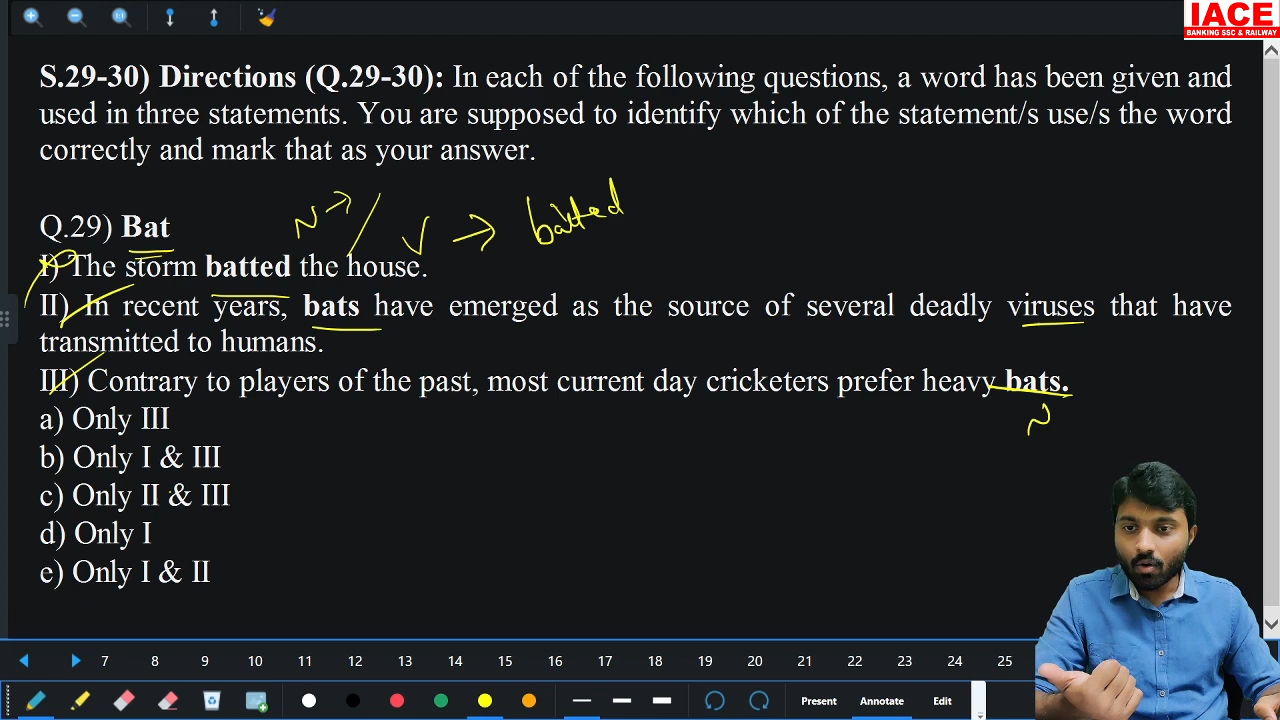 IACE
BANKING SSC & RAILWAY
S.29-30) Directions (Q.29-30): In each of the following questions, a word has been given and
used in three statements. You are supposed to identify which of the statement/s use/s the word
correctly and mark that as your answer.
N → / V → batted
Q.29) Bat
I) The storm batted the house.
II) In recent years, bats have emerged as the source of several deadly viruses that have
transmitted to humans.
III) Contrary to players of the past, most current day cricketers prefer heavy bats.
N
a) Only III
b) Only I & III
c) Only II & III
d) Only I
e) Only I & II
7 8 9 10 11 12 13 14 15 16 17 18 19 20 21 22 23 24 25
Present Annotate Edit